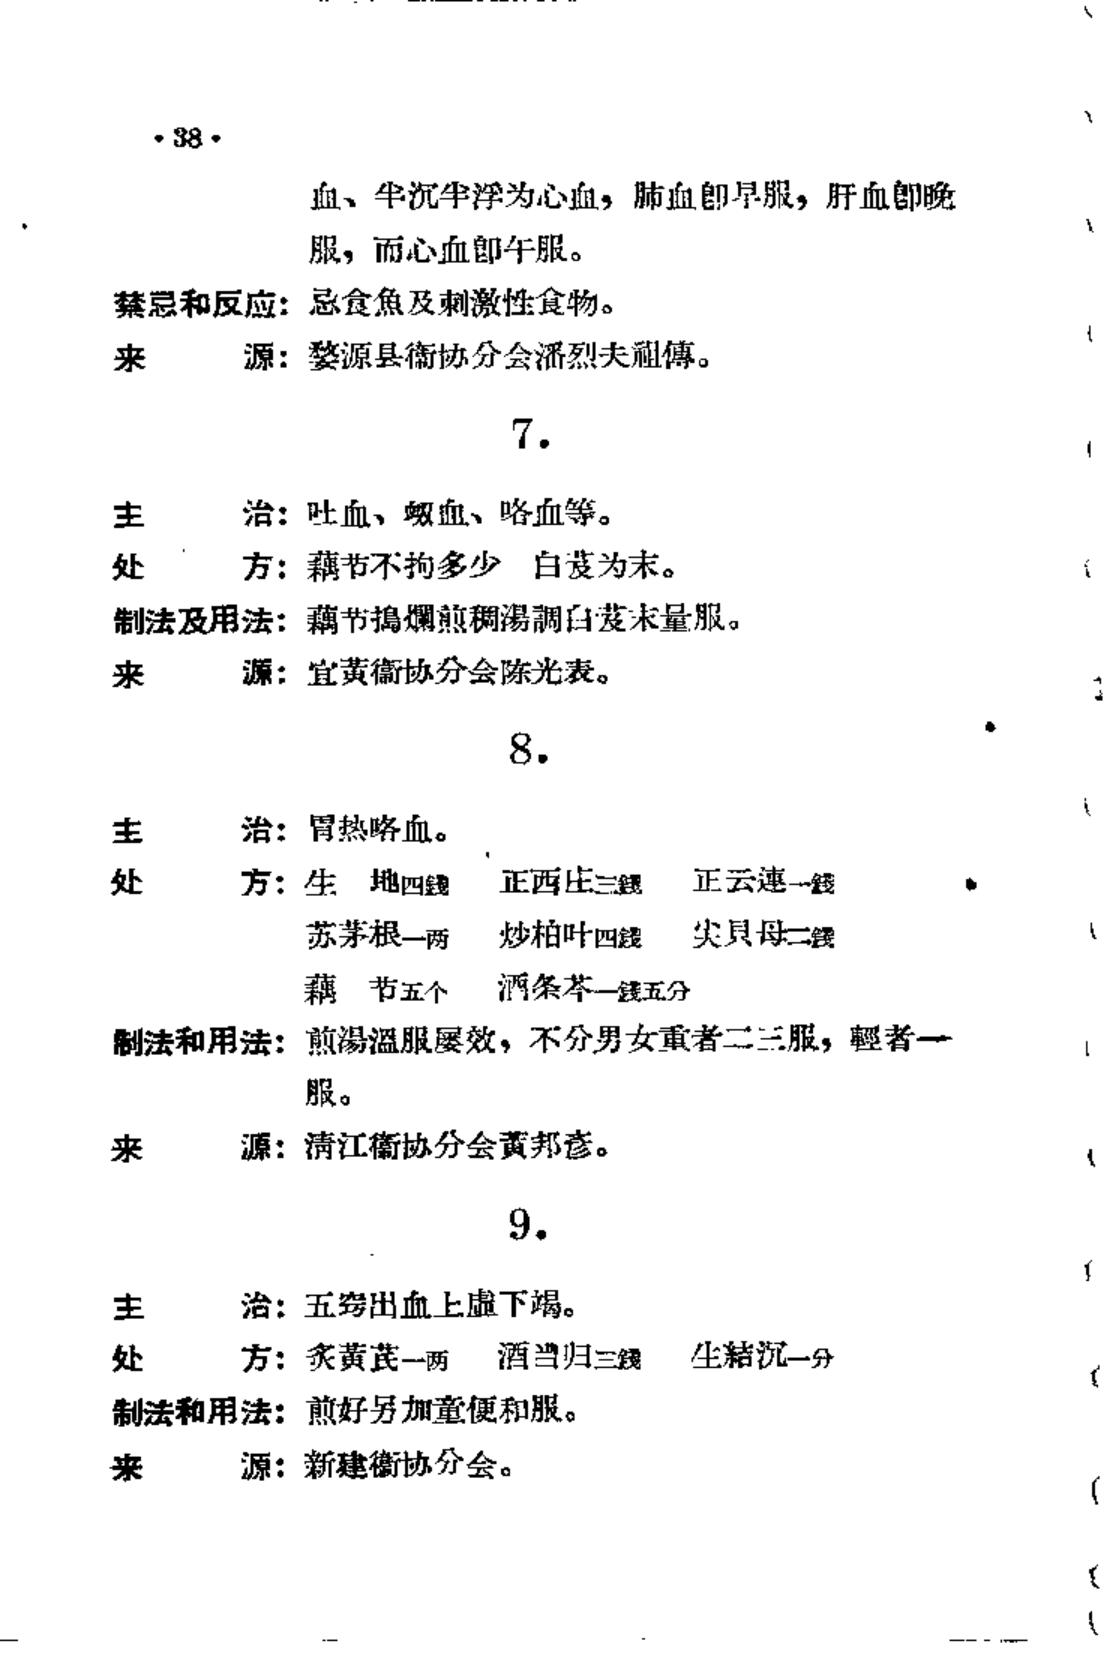 •38•
血、半沉半浮为心血，肺血卽早服，肝血卽晚
服，而心血卽午服。
禁忌和反应：忌食魚及刺激性食物。
来　　　源：婺源县衞协分会潘烈夫祖傳。
7.
主　　　治：吐血、衂血、咯血等。
处　　　方：藕节不拘多少　白芨为末。
制法及用法：藕节搗爛煎稠湯調白芨末量服。
来　　　源：宜黃衞协分会陈光表。
8.
主　　　治：胃热咯血。
处　　　方：生　地四錢　正西庄三錢　正云連一錢
苏茅根一两　炒柏叶四錢　尖貝母二錢
藕　节五个　酒条芩一錢五分
制法和用法：煎湯溫服屡效，不分男女重者二三服，輕者一
服。
来　　　源：淸江衞协分会黃邦彥。
9.
主　　　治：五窍出血上虛下竭。
处　　　方：炙黃芪一两　酒当归三錢　生結沉一分
制法和用法：煎好另加童便和服。
来　　　源：新建衞协分会。